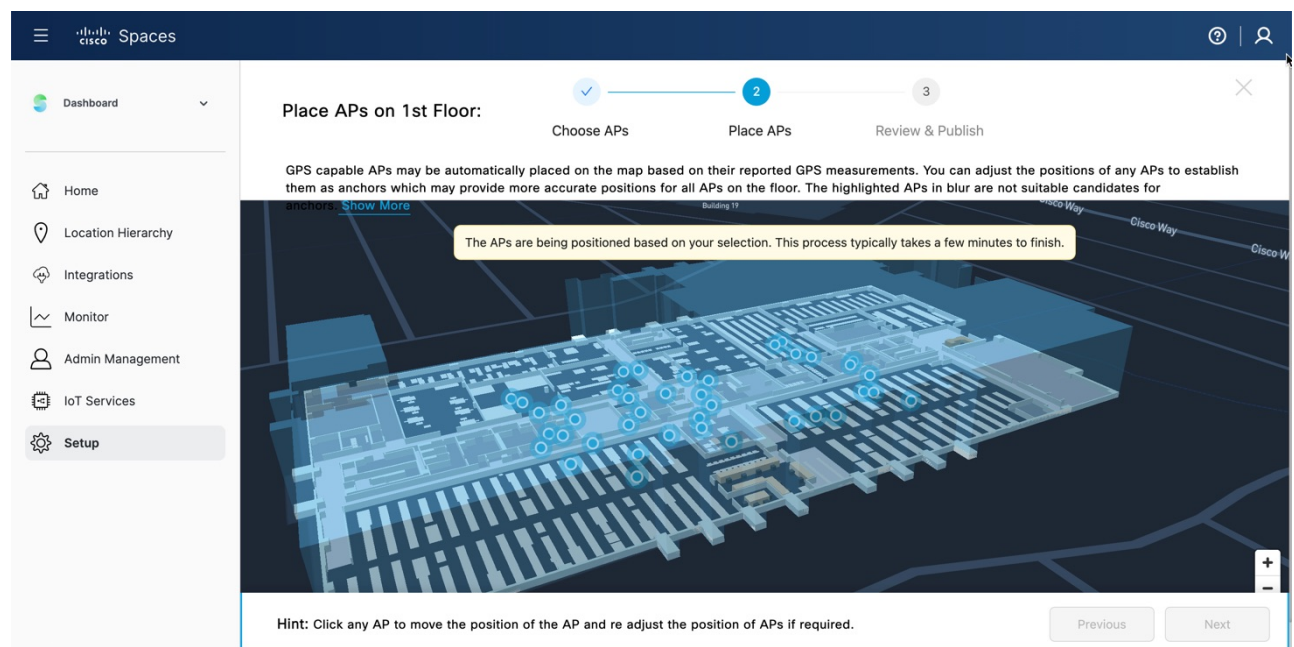 cisco Spaces
Dashboard
Home
Location Hierarchy
Integrations
Monitor
Admin Management
IoT Services
Setup
Place APs on 1st Floor:
2
3
Choose APs
Place APs
Review & Publish
GPS capable APs may be automatically placed on the map based on their reported GPS measurements. You can adjust the positions of any APs to establish
them as anchors which may provide more accurate positions for all APs on the floor. The highlighted APs in blur are not suitable candidates for
anchors. Show More
Building 19
Cisco Way
Cisco Way
Cisco W
The APs are being positioned based on your selection. This process typically takes a few minutes to finish.
Hint: Click any AP to move the position of the AP and re adjust the position of APs if required.
Previous
Next